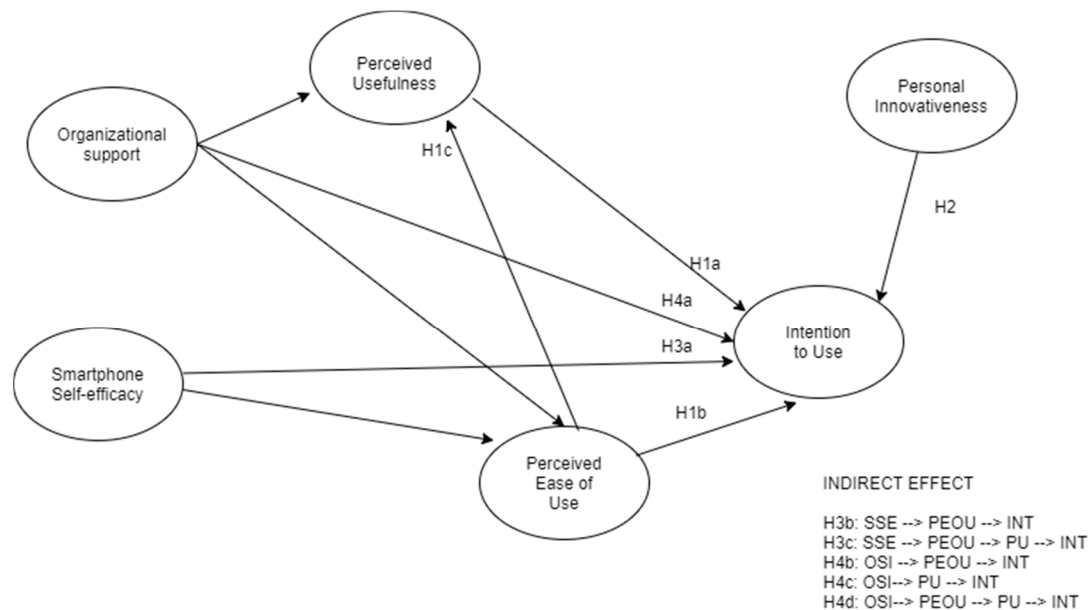 Perceived
Usefulness
Personal
Innovativeness
Organizational
support
H1c
H2
H1a
H4a
Intention
to Use
H3a
Smartphone
Self-efficacy
H1b
Perceived
Ease of
Use
INDIRECT EFFECT
H3b: SSE --> PEOU --> INT
H3c: SSE --> PEOU --> PU --> INT
H4b: OSI --> PEOU --> INT
H4c: OSI--> PU --> INT
H4d: OSI--> PEOU --> PU --> INT